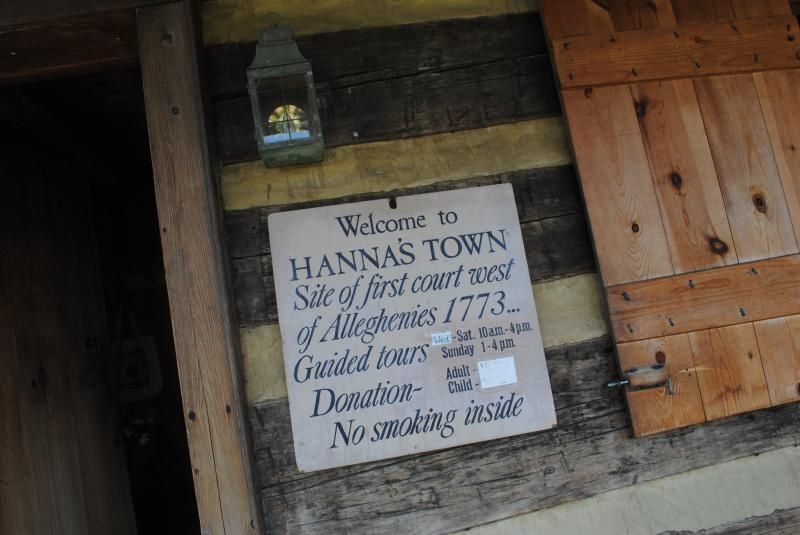 Welcome to
HANNA'S TOWN
Site of first court west
of Alleghenies 1773...
Guided tours Wed - Sat. 10 a.m. - 4 p.m.
Sunday 1 - 4 p.m.
Adult -
Child -
Donation -
No smoking inside